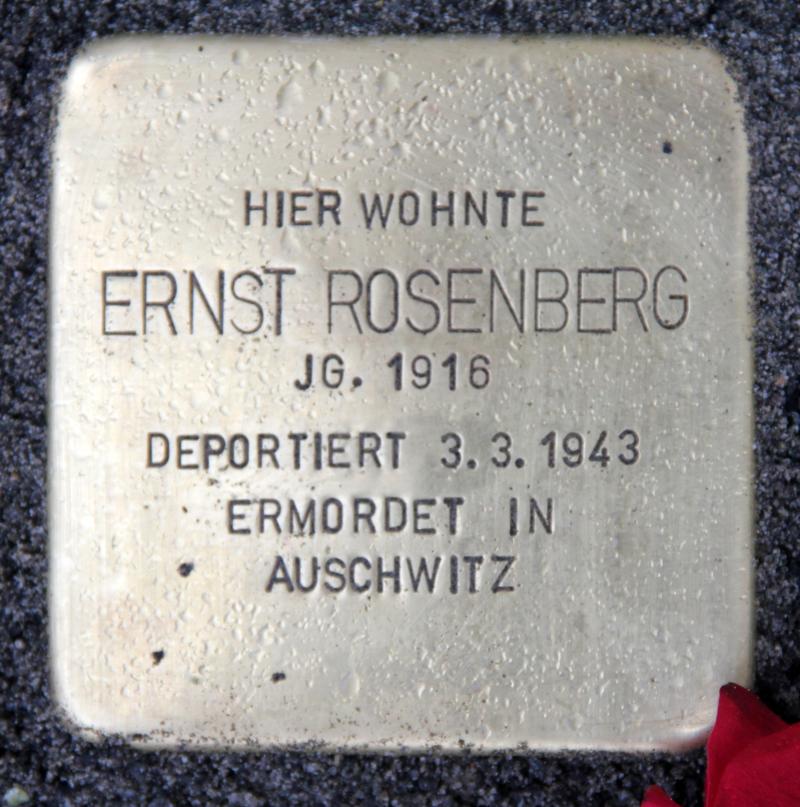 HIER WOHNTE
ERNST ROSENBERG
JG. 1916
DEPORTIERT 3.3.1943
ERMORDET IN
AUSCHWITZ